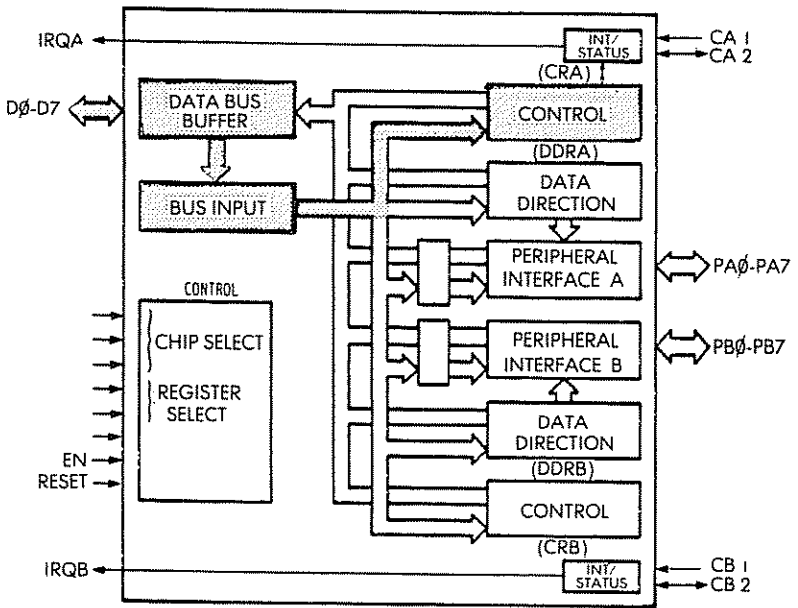 IRQA
INT/
STATUS
CA 1
CA 2
(CRA)
DØ-D7
DATA BUS
BUFFER
CONTROL
(DDRA)
DATA
DIRECTION
BUS INPUT
PERIPHERAL
INTERFACE A
PAØ-PA7
CONTROL
CHIP SELECT
REGISTER
SELECT
EN
RESET
PERIPHERAL
INTERFACE B
PBØ-PB7
DATA
DIRECTION
(DDRB)
CONTROL
(CRB)
IRQB
INT/
STATUS
CB 1
CB 2